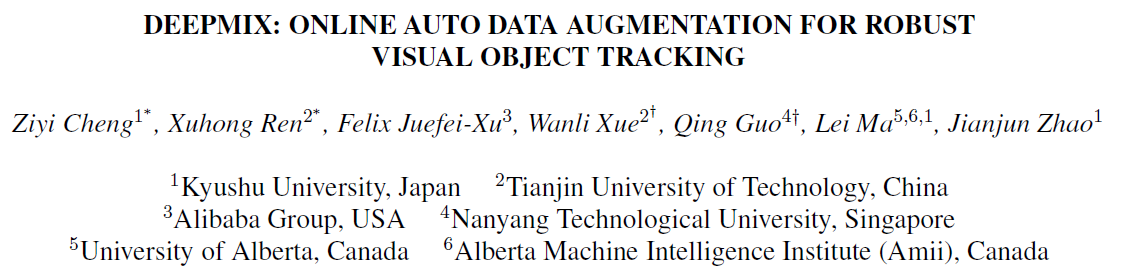 DEEPMIX: ONLINE AUTO DATA AUGMENTATION FOR ROBUST
VISUAL OBJECT TRACKING
Ziyi Cheng1*, Xuhong Ren2*, Felix Juefei-Xu3, Wanli Xue2†, Qing Guo4†, Lei Ma5,6,1, Jianjun Zhao1
1Kyushu University, Japan 2Tianjin University of Technology, China
3Alibaba Group, USA 4Nanyang Technological University, Singapore
5University of Alberta, Canada 6Alberta Machine Intelligence Institute (Amii), Canada